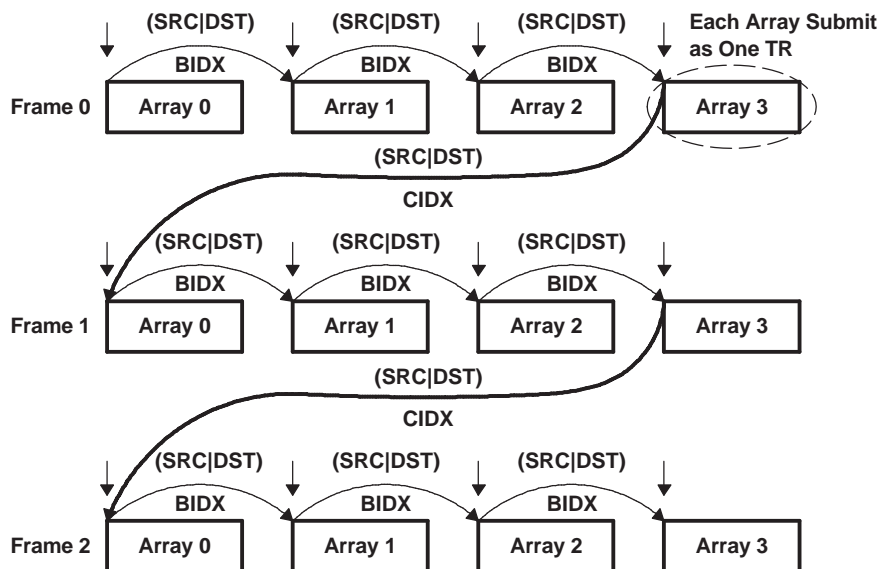 (SRC|DST) (SRC|DST) (SRC|DST) Each Array Submit
as One TR
BIDX BIDX BIDX
Frame 0 Array 0 Array 1 Array 2 Array 3
(SRC|DST)
CIDX
(SRC|DST) (SRC|DST) (SRC|DST)
BIDX BIDX BIDX
Frame 1 Array 0 Array 1 Array 2 Array 3
(SRC|DST)
CIDX
(SRC|DST) (SRC|DST) (SRC|DST)
BIDX BIDX BIDX
Frame 2 Array 0 Array 1 Array 2 Array 3